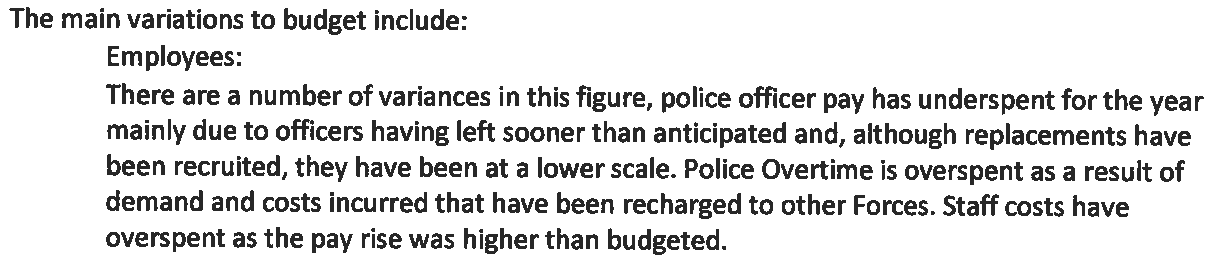 The main variations to budget include:
Employees:
There are a number of variances in this figure, police officer pay has underspent for the year
mainly due to officers having left sooner than anticipated and, although replacements have
been recruited, they have been at a lower scale. Police Overtime is overspent as a result of
demand and costs incurred that have been recharged to other Forces. Staff costs have
overspent as the pay rise was higher than budgeted.